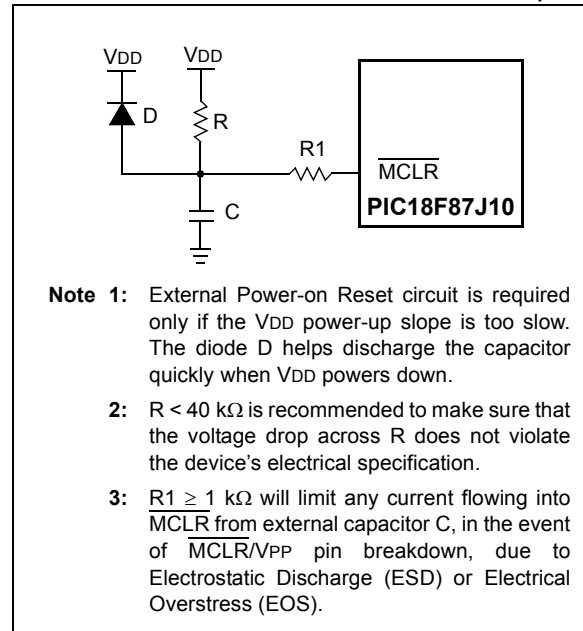 VDD VDD
D
R
R1
C
MCLR
PIC18F87J10
Note 1: External Power-on Reset circuit is required
only if the VDD power-up slope is too slow.
The diode D helps discharge the capacitor
quickly when VDD powers down.
2: R < 40 kΩ is recommended to make sure that
the voltage drop across R does not violate
the device's electrical specification.
3: R1 ≥ 1 kΩ will limit any current flowing into
MCLR from external capacitor C, in the event
of MCLR/VPP pin breakdown, due to
Electrostatic Discharge (ESD) or Electrical
Overstress (EOS).